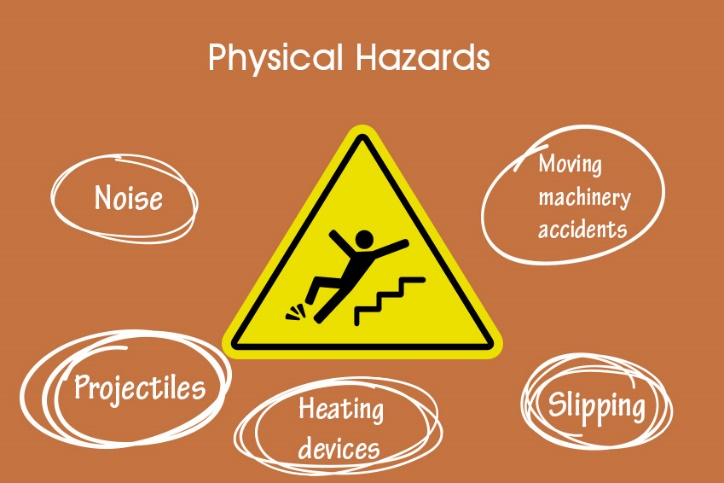 Physical Hazards
Noise
Moving
machinery
accidents
Projectiles
Heating
devices
Slipping